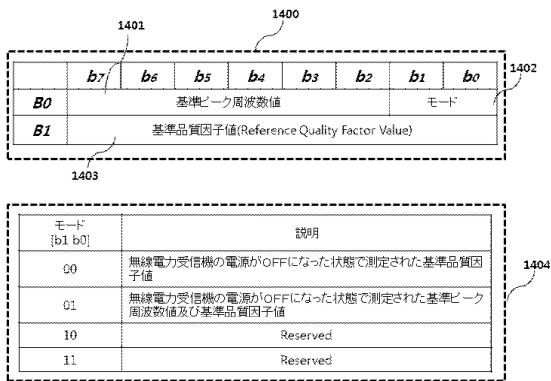 1400
1401
b7 b6 b5 b4 b3 b2 b1 b0
1402
B0 基準ピーク周波数値 モード
B1 基準品質因子値(Reference Quality Factor Value)
1403
モード
[b1 b0]
説明
00 無線電力受信機の電源がOFFになった状態で測定された基準品質因
子値
01 無線電力受信機の電源がOFFになった状態で測定された基準ピーク
周波数値及び基準品質因子値
1404
10 Reserved
11 Reserved